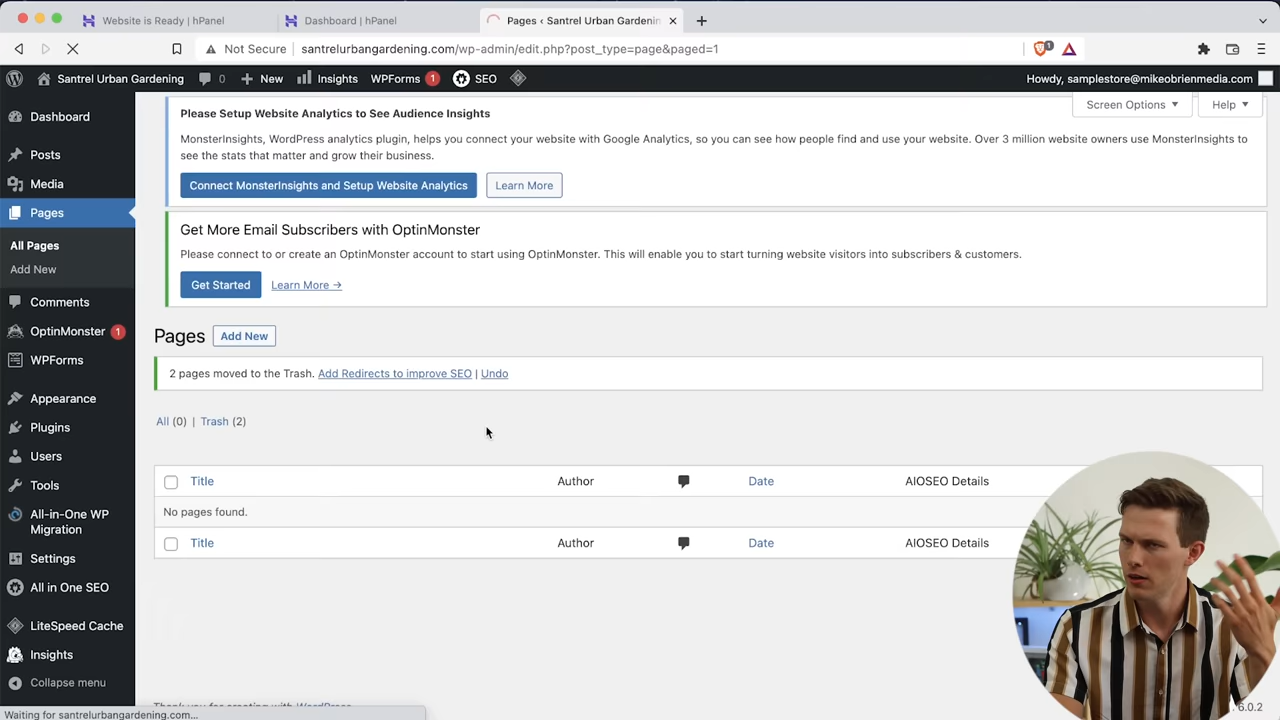 Website is Ready | hPanel
Dashboard | hPanel
Pages ‹ Santrel Urban Gardenin
Not Secure
santrelurbangardening.com/wp-admin/edit.php?post_type=page&paged=1
1
Santrel Urban Gardening
0
New
Insights
WPForms 1
SEO
Howdy, samplestore@mikeobrienmedia.com
Dashboard
Posts
Media
Pages
All Pages
Add New
Comments
OptinMonster 1
WPForms
Appearance
Plugins
Users
Tools
All-in-One WP
Migration
Settings
All in One SEO
LiteSpeed Cache
Insights
Collapse menu
Screen Options
Help
Please Setup Website Analytics to See Audience Insights
MonsterInsights, WordPress analytics plugin, helps you connect your website with Google Analytics, so you can see how people find and use your website. Over 3 million website owners use MonsterInsights to
see the stats that matter and grow their business.
Connect MonsterInsights and Setup Website Analytics
Learn More
Get More Email Subscribers with OptinMonster
Please connect to or create an OptinMonster account to start using OptinMonster. This will enable you to start turning website visitors into subscribers & customers.
Get Started
Learn More →
Pages
Add New
2 pages moved to the Trash. Add Redirects to improve SEO | Undo
All (0) | Trash (2)
Title
Author
Date
AIOSEO Details
No pages found.
Title
Author
Date
AIOSEO Details
Thank you for creating with WordPress
6.0.2
Waiting for santrelurbangardening.com...